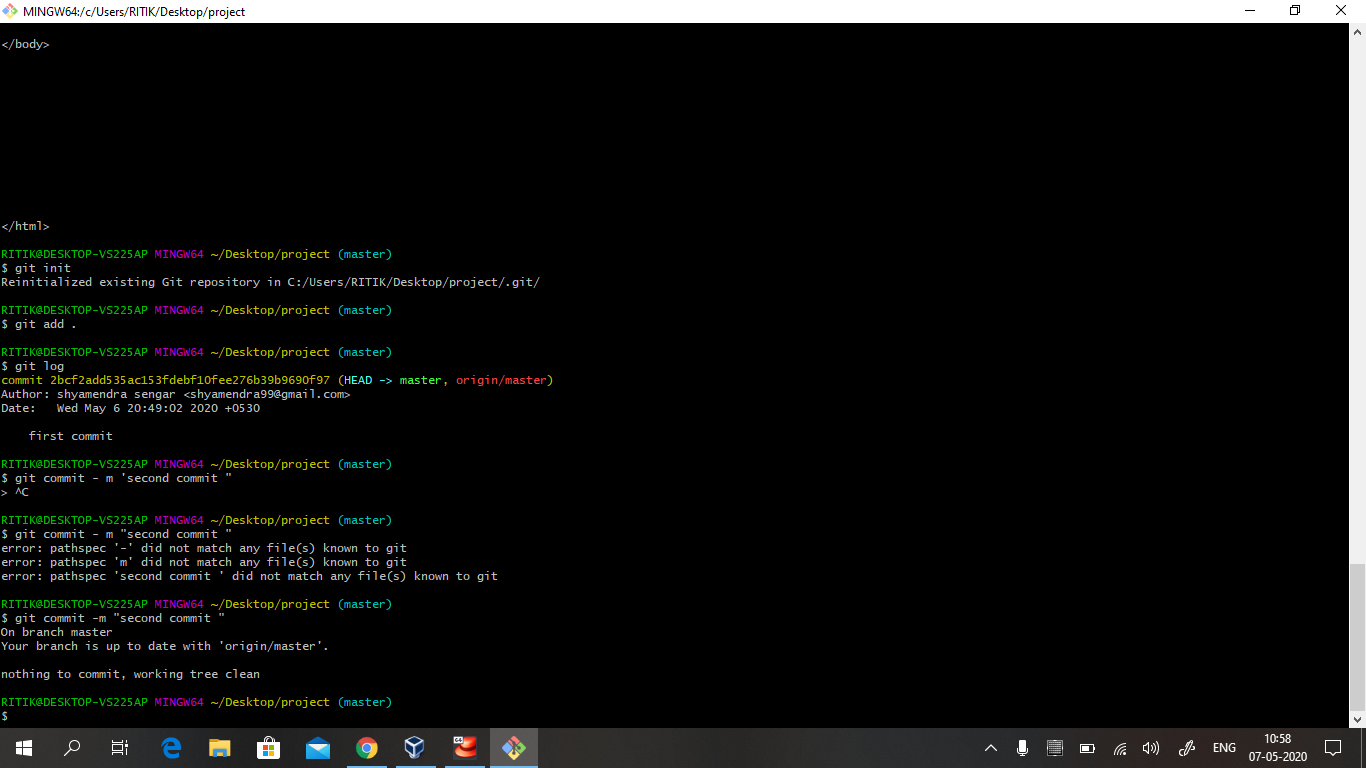 MINGW64:/c/Users/RITIK/Desktop/project
</body>
</html>
RITIK@DESKTOP-VS225AP MINGW64 ~/Desktop/project (master)
$ git init
Reinitialized existing Git repository in C:/Users/RITIK/Desktop/project/.git/
RITIK@DESKTOP-VS225AP MINGW64 ~/Desktop/project (master)
$ git add .
RITIK@DESKTOP-VS225AP MINGW64 ~/Desktop/project (master)
$ git log
commit 2bcf2add535ac153fdebf10fee276b39b9690f97 (HEAD -> master, origin/master)
Author: shyamendra sengar <shyamendra99@gmail.com>
Date:   Wed May 6 20:49:02 2020 +0530
    first commit
RITIK@DESKTOP-VS225AP MINGW64 ~/Desktop/project (master)
$ git commit - m 'second commit "
> ^C
RITIK@DESKTOP-VS225AP MINGW64 ~/Desktop/project (master)
$ git commit - m "second commit "
error: pathspec '-' did not match any file(s) known to git
error: pathspec 'm' did not match any file(s) known to git
error: pathspec 'second commit ' did not match any file(s) known to git
RITIK@DESKTOP-VS225AP MINGW64 ~/Desktop/project (master)
$ git commit -m "second commit "
On branch master
Your branch is up to date with 'origin/master'.
nothing to commit, working tree clean
RITIK@DESKTOP-VS225AP MINGW64 ~/Desktop/project (master)
$
64
ENG
10:58
07-05-2020